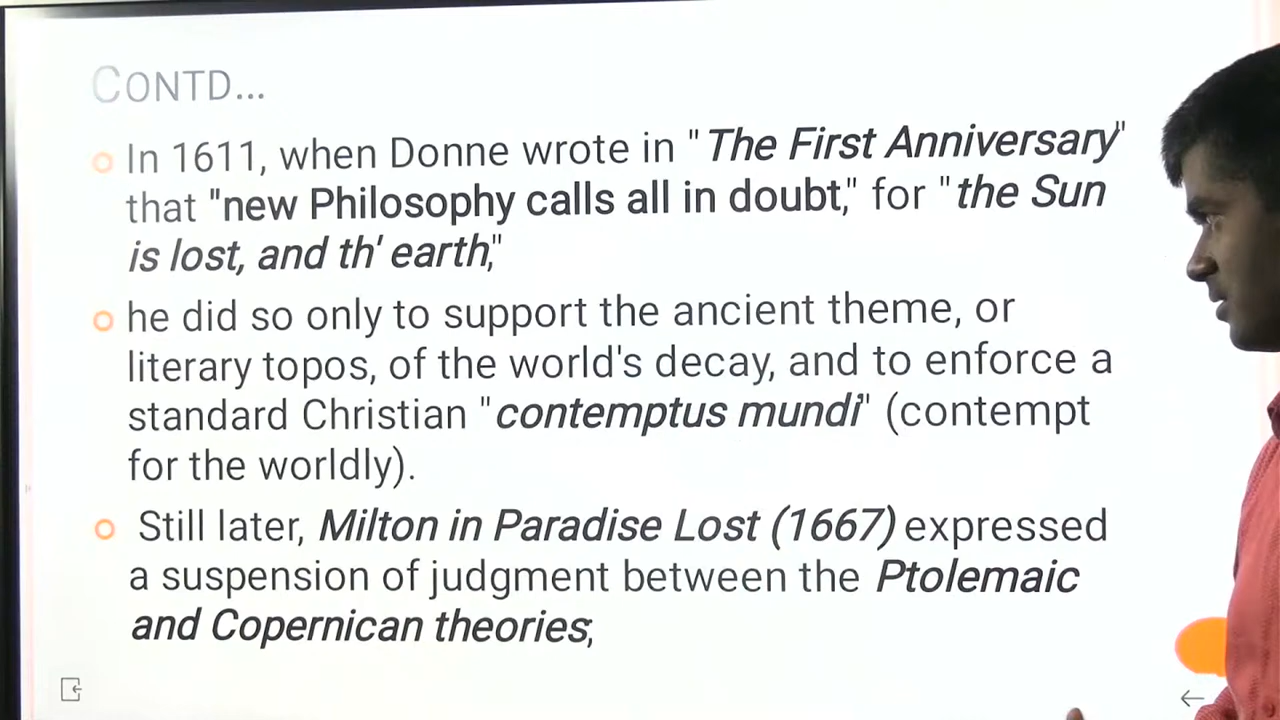 CONTD...
In 1611, when Donne wrote in "The First Anniversary"
that "new Philosophy calls all in doubt," for "the Sun
is lost, and th' earth,"
he did so only to support the ancient theme, or
literary topos, of the world's decay, and to enforce a
standard Christian "contemptus mundi" (contempt
for the worldly).
Still later, Milton in Paradise Lost (1667) expressed
a suspension of judgment between the Ptolemaic
and Copernican theories;